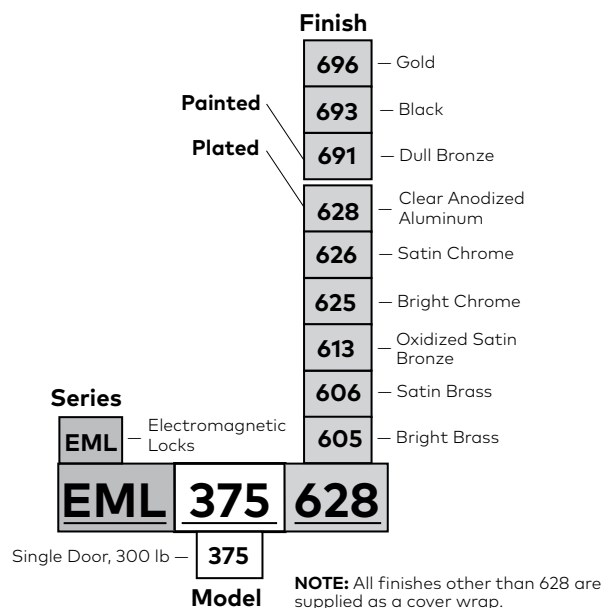 Finish
696 — Gold
Painted
693 — Black
Plated
691 — Dull Bronze
628 — Clear Anodized
Aluminum
626 — Satin Chrome
625 — Bright Chrome
613 — Oxidized Satin
Bronze
606 — Satin Brass
605 — Bright Brass
Series
EML — Electromagnetic
Locks
EML 375 628
Single Door, 300 lb — 375
Model
NOTE: All finishes other than 628 are
supplied as a cover wrap.